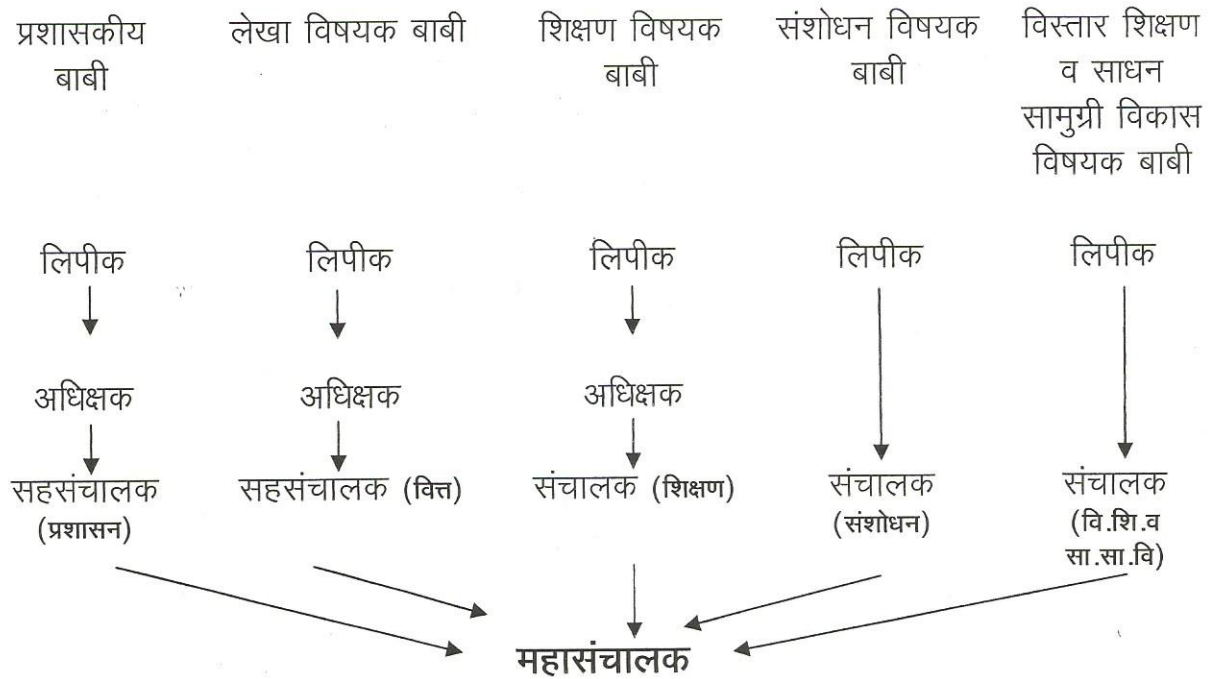 प्रशासकीय
बाबी
लेखा विषयक बाबी
शिक्षण विषयक
बाबी
संशोधन विषयक
बाबी
विस्तार शिक्षण
व साधन
सामुग्री विकास
विषयक बाबी
लिपीक
लिपीक
लिपीक
लिपीक
लिपीक
अधिक्षक
अधिक्षक
अधिक्षक
सहसंचालक
(प्रशासन)
सहसंचालक (वित्त)
संचालक (शिक्षण)
संचालक
(संशोधन)
संचालक
(वि.शि.व
सा.सा.वि)
महासंचालक